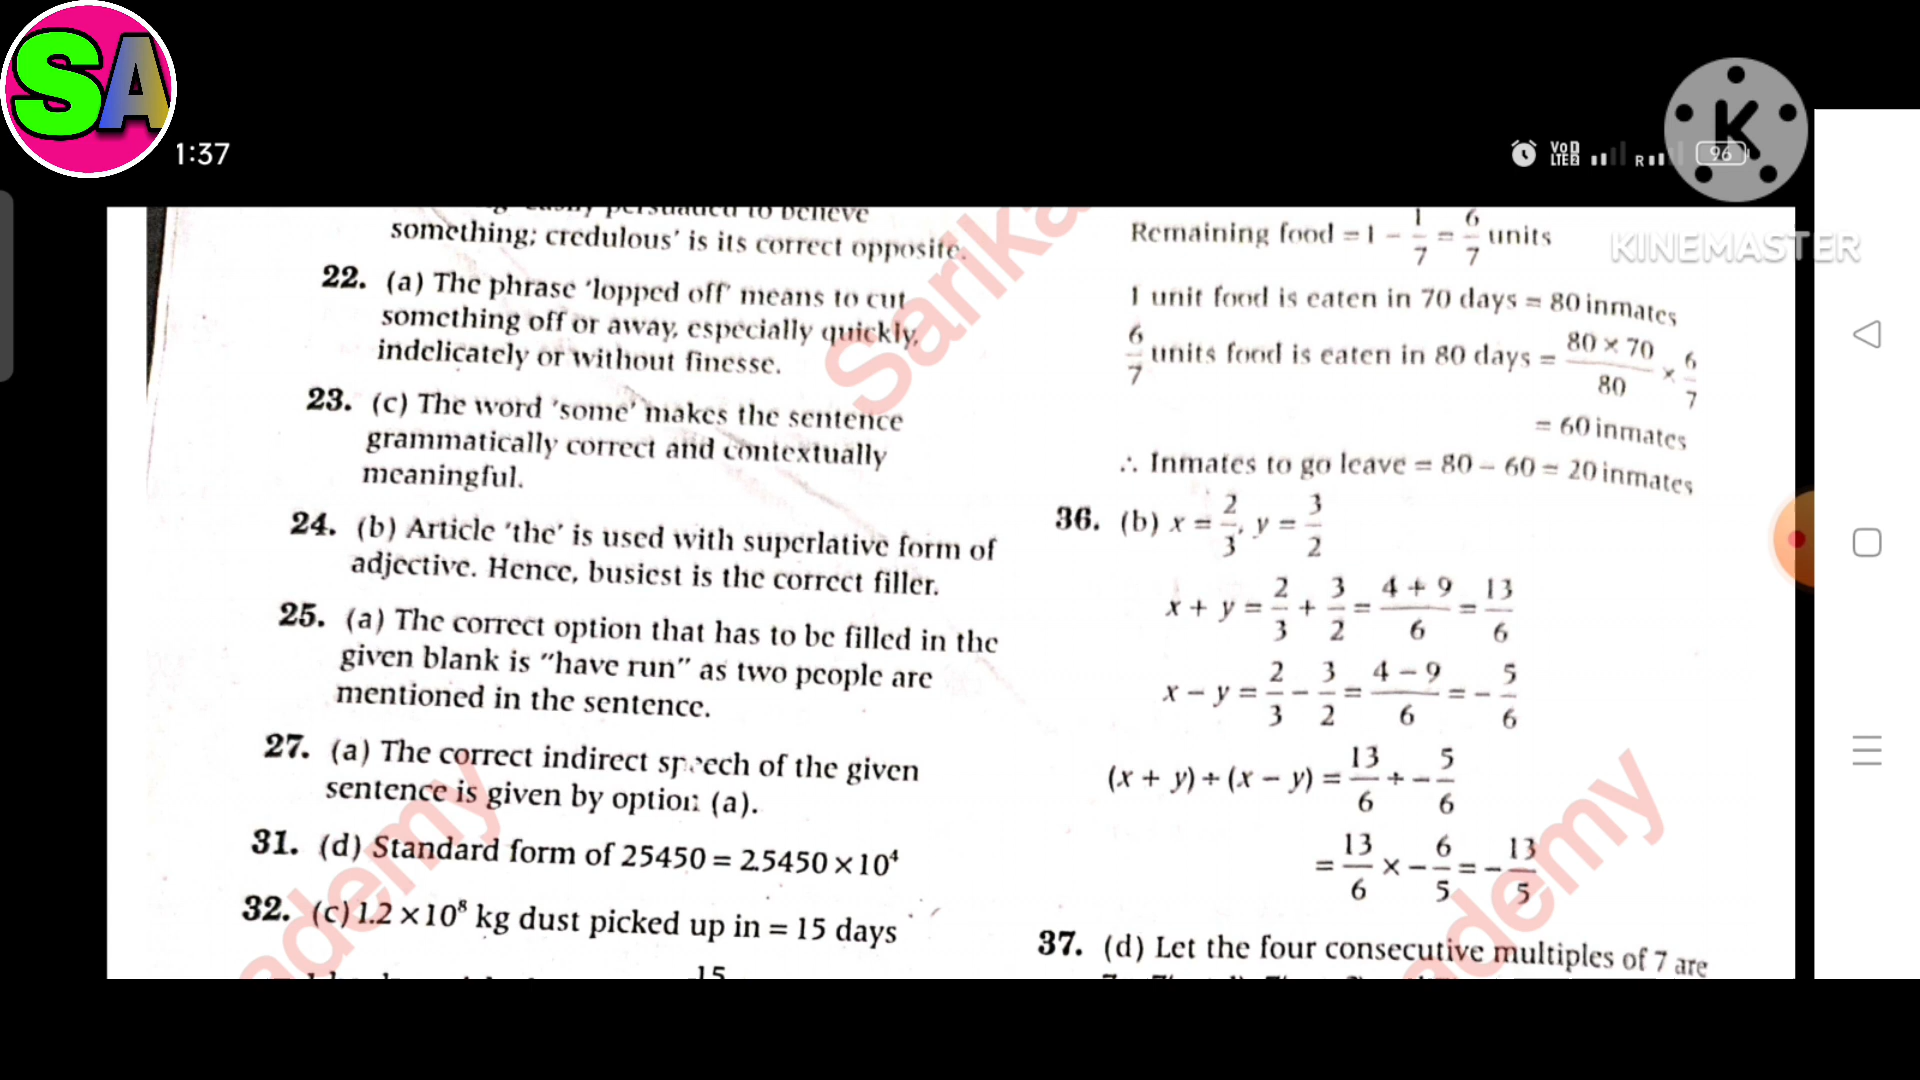 SA
1:37
VoD
LTE2
R
96
K
KINEMASTER
persuaded to believe
something; credulous’ is its correct opposite.
22. (a) The phrase ‘lopped off’ means to cut
something off or away, especially quickly,
indelicately or without finesse.
23. (c) The word ‘some’ makes the sentence
grammatically correct and contextually
meaningful.
24. (b) Article ‘the’ is used with superlative form of
adjective. Hence, busiest is the correct filler.
25. (a) The correct option that has to be filled in the
given blank is “have run” as two people are
mentioned in the sentence.
27. (a) The correct indirect speech of the given
sentence is given by option (a).
31. (d) Standard form of 25450 = 2.5450 × 10⁴
32. (c) 1.2 × 10⁸ kg dust picked up in = 15 days
15
Remaining food = 1 − 1/7 = 6/7 units
1 unit food is eaten in 70 days = 80 inmates
6/7 units food is eaten in 80 days = (80 × 70)/80 × 6/7
= 60 inmates
∴ Inmates to go leave = 80 − 60 = 20 inmates
36. (b) x = 2/3, y = 3/2
x + y = 2/3 + 3/2 = (4 + 9)/6 = 13/6
x − y = 2/3 − 3/2 = (4 − 9)/6 = −5/6
(x + y) ÷ (x − y) = 13/6 ÷ −5/6
= 13/6 × −6/5 = −13/5
37. (d) Let the four consecutive multiples of 7 are
Sarika
ademy
ademy